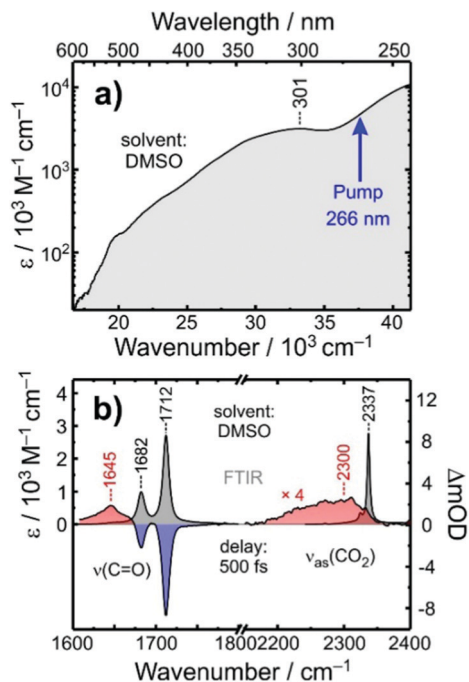 Wavelength / nm
600 500 400 350 300 250
a)
301
solvent:
DMSO
Pump
266 nm
ε / 10³ M⁻¹ cm⁻¹
10⁴
10³
10²
20 25 30 35 40
Wavenumber / 10³ cm⁻¹
b)
1645
1682
1712
solvent:
DMSO
2337
FTIR
2300
× 4
ν(C=O)
delay:
500 fs
νas(CO₂)
ε / 10³ M⁻¹ cm⁻¹
4
3
2
1
0
12
8
4
0
-4
-8
ΔmOD
1600 1700 1800 2200 2300 2400
Wavenumber / cm⁻¹